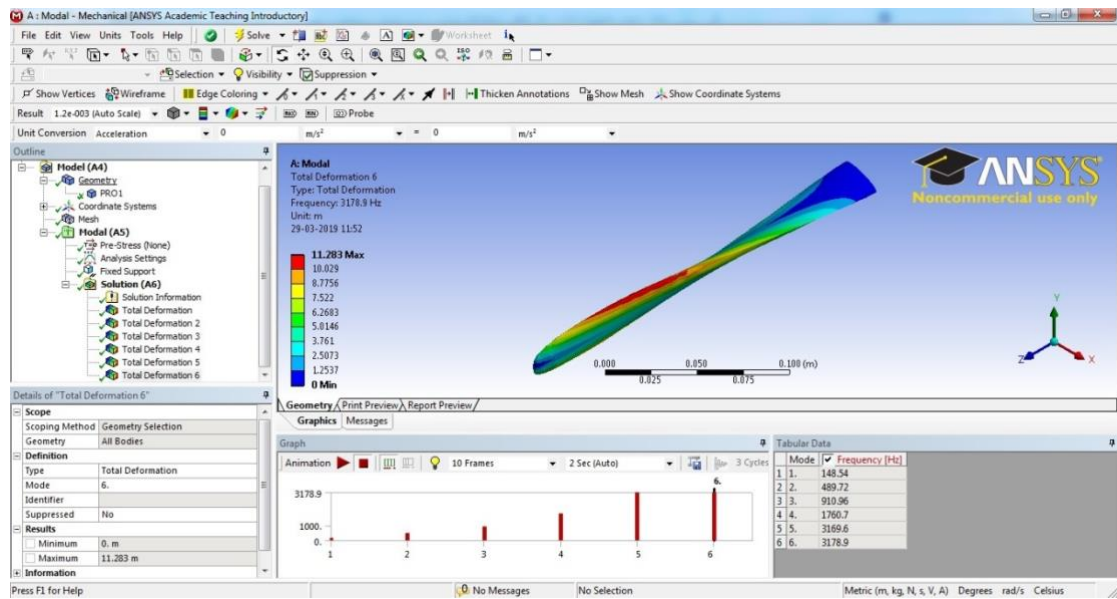 A : Modal - Mechanical [ANSYS Academic Teaching Introductory]
File Edit View Units Tools Help Solve Worksheet
Selection Visibility Suppression
Show Vertices Wireframe Edge Coloring Thicken Annotations Show Mesh Show Coordinate Systems
Result 1.2e-003 (Auto Scale) Probe
Unit Conversion Acceleration 0 m/s² = 0 m/s²
Outline
Model (A4)
Geometry
PRO1
Coordinate Systems
Mesh
Modal (A5)
Pre-Stress (None)
Analysis Settings
Fixed Support
Solution (A6)
Solution Information
Total Deformation
Total Deformation 2
Total Deformation 3
Total Deformation 4
Total Deformation 5
Total Deformation 6
A: Modal
Total Deformation 6
Type: Total Deformation
Frequency: 3178.9 Hz
Unit: m
29-03-2019 11:52
11.283 Max
10.029
8.7756
7.522
6.2683
5.0146
3.761
2.5073
1.2537
0 Min
ANSYS
Noncommercial use only
0.000 0.050 0.100 (m)
0.025 0.075
Y
Z X
Geometry Print Preview Report Preview
Graphics Messages
Details of "Total Deformation 6"
Scope
Scoping Method Geometry Selection
Geometry All Bodies
Definition
Type Total Deformation
Mode 6.
Identifier
Suppressed No
Results
Minimum 0. m
Maximum 11.283 m
Information
Graph
Animation 10 Frames 2 Sec (Auto) 3 Cycles
6.
3178.9
1000.
0.
1 2 3 4 5 6
Tabular Data
Mode Frequency [Hz]
1 1. 148.54
2 2. 489.72
3 3. 910.96
4 4. 1760.7
5 5. 3169.6
6 6. 3178.9
Press F1 for Help 0 No Messages No Selection Metric (m, kg, N, s, V, A) Degrees rad/s Celsius